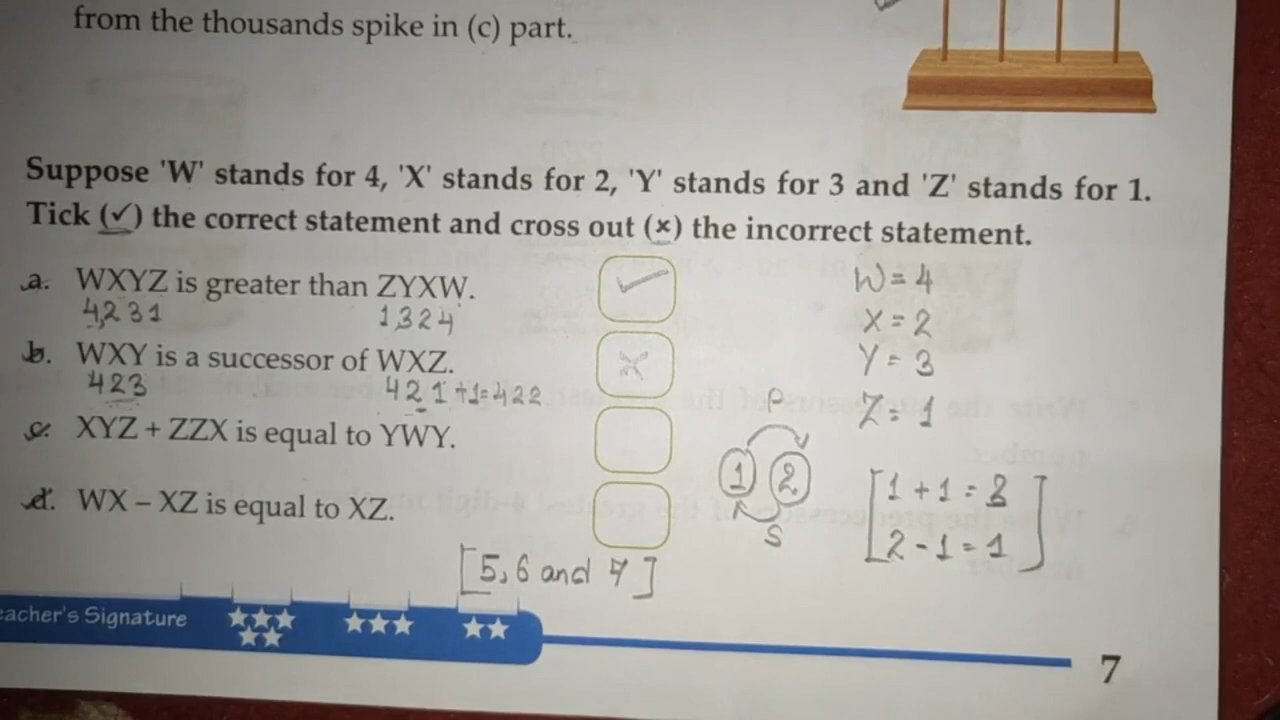 from the thousands spike in (c) part.
Suppose 'W' stands for 4, 'X' stands for 2, 'Y' stands for 3 and 'Z' stands for 1.
Tick (✓) the correct statement and cross out (×) the incorrect statement.
a. WXYZ is greater than ZYXW. ✓
4,231 1324
b. WXY is a successor of WXZ. ×
423 421+1=422
c. XYZ + ZZX is equal to YWY.
d. WX – XZ is equal to XZ.
W=4
X=2
Y=3
Z=1
P
1 2
S
[1+1=2
2-1=1]
[5,6 and 7]
eacher's Signature
7